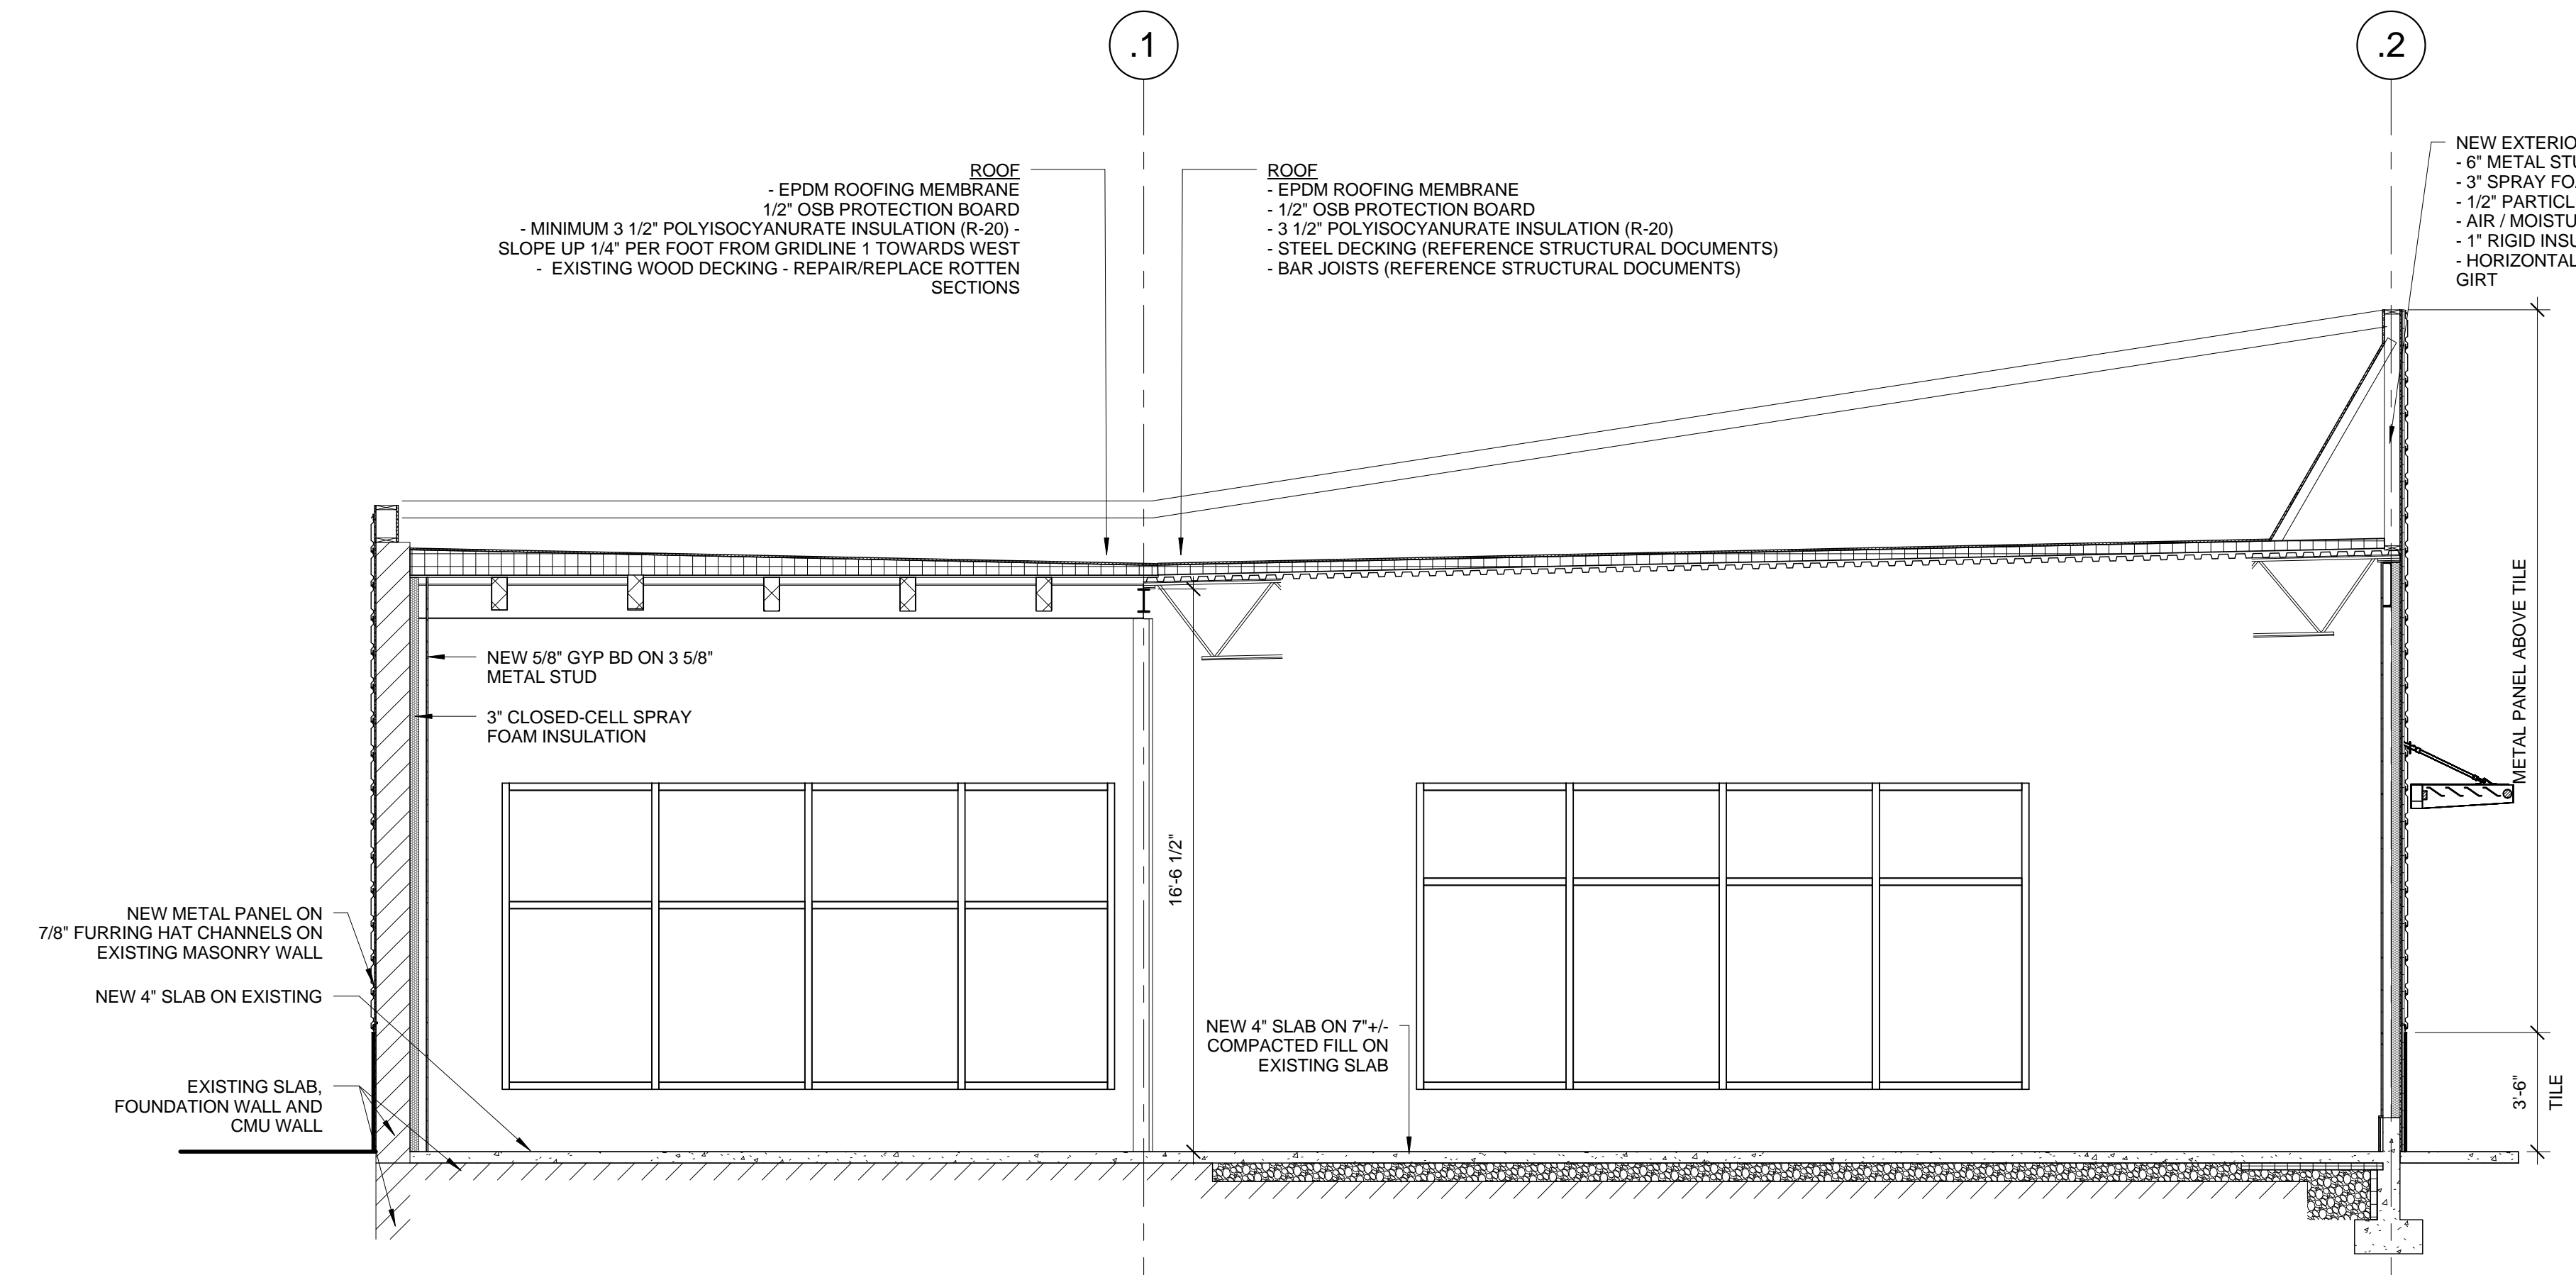 .1
.2
ROOF
- EPDM ROOFING MEMBRANE
1/2" OSB PROTECTION BOARD
- MINIMUM 3 1/2" POLYISOCYANURATE INSULATION (R-20) -
SLOPE UP 1/4" PER FOOT FROM GRIDLINE 1 TOWARDS WEST
- EXISTING WOOD DECKING - REPAIR/REPLACE ROTTEN
SECTIONS
ROOF
- EPDM ROOFING MEMBRANE
- 1/2" OSB PROTECTION BOARD
- 3 1/2" POLYISOCYANURATE INSULATION (R-20)
- STEEL DECKING (REFERENCE STRUCTURAL DOCUMENTS)
- BAR JOISTS (REFERENCE STRUCTURAL DOCUMENTS)
NEW EXTERIO
- 6" METAL STU
- 3" SPRAY FOA
- 1/2" PARTICL
- AIR / MOISTU
- 1" RIGID INSU
- HORIZONTAL
GIRT
NEW 5/8" GYP BD ON 3 5/8"
METAL STUD
3" CLOSED-CELL SPRAY
FOAM INSULATION
METAL PANEL ABOVE TILE
16'-6 1/2"
NEW METAL PANEL ON
7/8" FURRING HAT CHANNELS ON
EXISTING MASONRY WALL
NEW 4" SLAB ON EXISTING
NEW 4" SLAB ON 7"+/-
COMPACTED FILL ON
EXISTING SLAB
EXISTING SLAB,
FOUNDATION WALL AND
CMU WALL
3'-6"
TILE